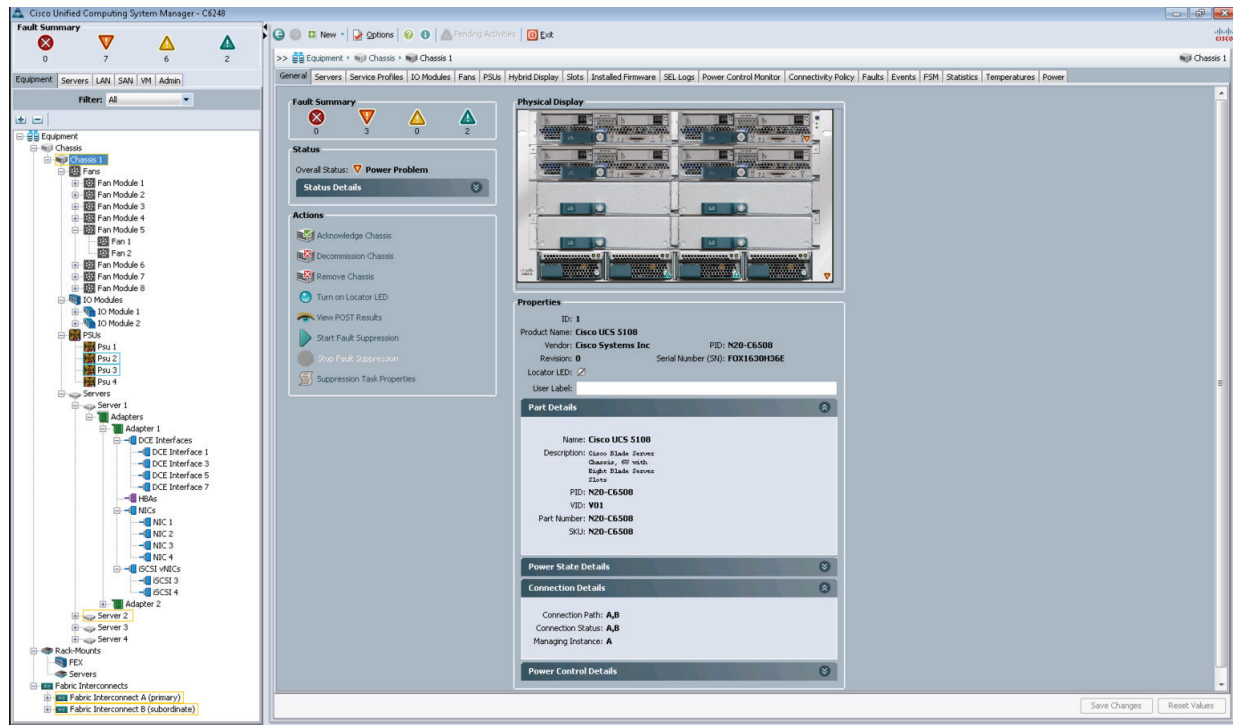 Cisco Unified Computing System Manager - C6248
Fault Summary
0 7 6 2
Equipment Servers LAN SAN VM Admin
Filter: All
Equipment
Chassis
Chassis 1
Fans
Fan Module 1
Fan Module 2
Fan Module 3
Fan Module 4
Fan Module 5
Fan 1
Fan 2
Fan Module 6
Fan Module 7
Fan Module 8
IO Modules
IO Module 1
IO Module 2
PSUs
Psu 1
Psu 2
Psu 3
Psu 4
Servers
Server 1
Adapters
Adapter 1
DCE Interfaces
DCE Interface 1
DCE Interface 3
DCE Interface 5
DCE Interface 7
HBAs
NICs
NIC 1
NIC 2
NIC 3
NIC 4
iSCSI vNICs
iSCSI 3
iSCSI 4
Adapter 2
Server 2
Server 3
Server 4
Rack-Mounts
FEX
Servers
Fabric Interconnects
Fabric Interconnect A (primary)
Fabric Interconnect B (subordinate)
New Options Pending Activities Exit
CISCO
>> Equipment Chassis Chassis 1
Chassis 1
General Servers Service Profiles IO Modules Fans PSUs Hybrid Display Slots Installed Firmware SEL Logs Power Control Monitor Connectivity Policy Faults Events FSM Statistics Temperatures Power
Fault Summary
0 3 0 2
Status
Overall Status: Power Problem
Status Details
Actions
Acknowledge Chassis
Decommission Chassis
Remove Chassis
Turn on Locator LED
View POST Results
Start Fault Suppression
Stop Fault Suppression
Suppression Task Properties
Physical Display
Properties
ID: 1
Product Name: Cisco UCS 5108
Vendor: Cisco Systems Inc PID: N20-C6508
Revision: 0 Serial Number (SN): FOX1630H36E
Locator LED:
User Label:
Part Details
Name: Cisco UCS 5108
Description: Cisco Blade Server
Chassis, 6U with
Eight Blade Server
Slots
PID: N20-C6508
VID: V01
Part Number: N20-C6508
SKU: N20-C6508
Power State Details
Connection Details
Connection Path: A,B
Connection Status: A,B
Managing Instance: A
Power Control Details
Save Changes Reset Values